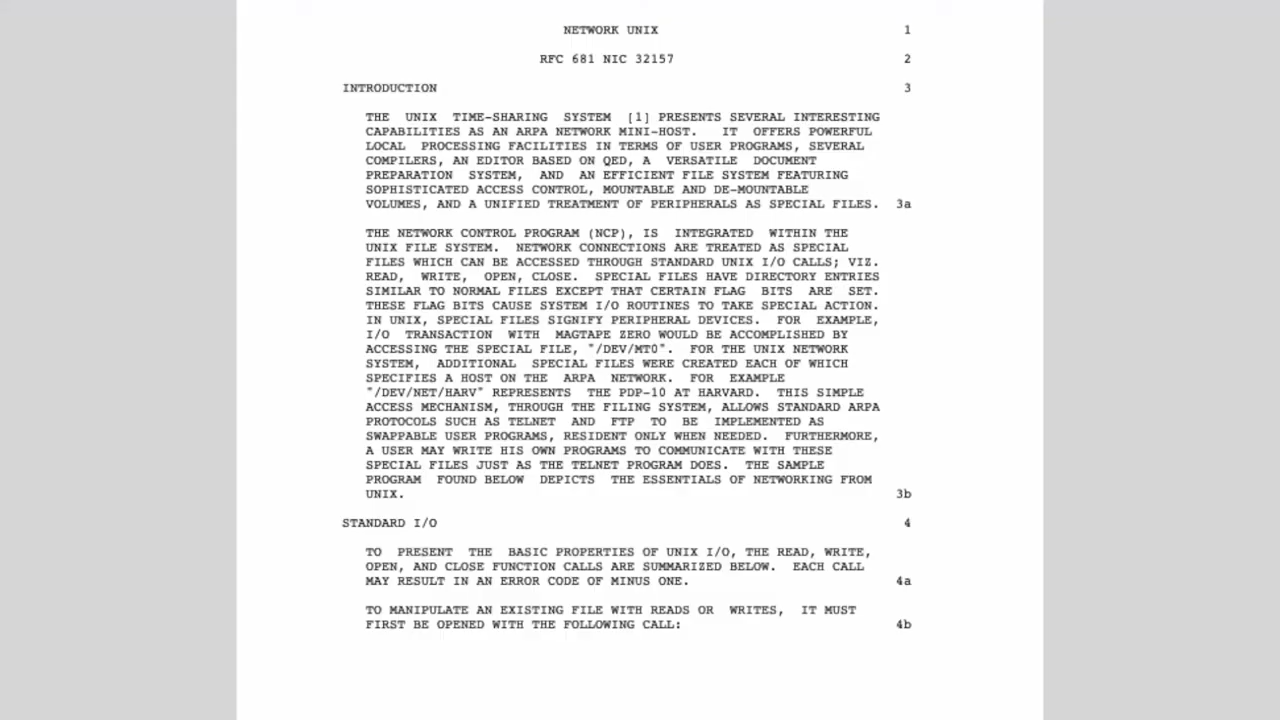 NETWORK UNIX 1
RFC 681 NIC 32157 2
INTRODUCTION 3
THE UNIX TIME-SHARING SYSTEM [1] PRESENTS SEVERAL INTERESTING
CAPABILITIES AS AN ARPA NETWORK MINI-HOST. IT OFFERS POWERFUL
LOCAL PROCESSING FACILITIES IN TERMS OF USER PROGRAMS, SEVERAL
COMPILERS, AN EDITOR BASED ON QED, A VERSATILE DOCUMENT
PREPARATION SYSTEM, AND AN EFFICIENT FILE SYSTEM FEATURING
SOPHISTICATED ACCESS CONTROL, MOUNTABLE AND DE-MOUNTABLE
VOLUMES, AND A UNIFIED TREATMENT OF PERIPHERALS AS SPECIAL FILES. 3a
THE NETWORK CONTROL PROGRAM (NCP), IS INTEGRATED WITHIN THE
UNIX FILE SYSTEM. NETWORK CONNECTIONS ARE TREATED AS SPECIAL
FILES WHICH CAN BE ACCESSED THROUGH STANDARD UNIX I/O CALLS; VIZ.
READ, WRITE, OPEN, CLOSE. SPECIAL FILES HAVE DIRECTORY ENTRIES
SIMILAR TO NORMAL FILES EXCEPT THAT CERTAIN FLAG BITS ARE SET.
THESE FLAG BITS CAUSE SYSTEM I/O ROUTINES TO TAKE SPECIAL ACTION.
IN UNIX, SPECIAL FILES SIGNIFY PERIPHERAL DEVICES. FOR EXAMPLE,
I/O TRANSACTION WITH MAGTAPE ZERO WOULD BE ACCOMPLISHED BY
ACCESSING THE SPECIAL FILE, "/DEV/MT0". FOR THE UNIX NETWORK
SYSTEM, ADDITIONAL SPECIAL FILES WERE CREATED EACH OF WHICH
SPECIFIES A HOST ON THE ARPA NETWORK. FOR EXAMPLE
"/DEV/NET/HARV" REPRESENTS THE PDP-10 AT HARVARD. THIS SIMPLE
ACCESS MECHANISM, THROUGH THE FILING SYSTEM, ALLOWS STANDARD ARPA
PROTOCOLS SUCH AS TELNET AND FTP TO BE IMPLEMENTED AS
SWAPPABLE USER PROGRAMS, RESIDENT ONLY WHEN NEEDED. FURTHERMORE,
A USER MAY WRITE HIS OWN PROGRAMS TO COMMUNICATE WITH THESE
SPECIAL FILES JUST AS THE TELNET PROGRAM DOES. THE SAMPLE
PROGRAM FOUND BELOW DEPICTS THE ESSENTIALS OF NETWORKING FROM
UNIX. 3b
STANDARD I/O 4
TO PRESENT THE BASIC PROPERTIES OF UNIX I/O, THE READ, WRITE,
OPEN, AND CLOSE FUNCTION CALLS ARE SUMMARIZED BELOW. EACH CALL
MAY RESULT IN AN ERROR CODE OF MINUS ONE. 4a
TO MANIPULATE AN EXISTING FILE WITH READS OR WRITES, IT MUST
FIRST BE OPENED WITH THE FOLLOWING CALL: 4b